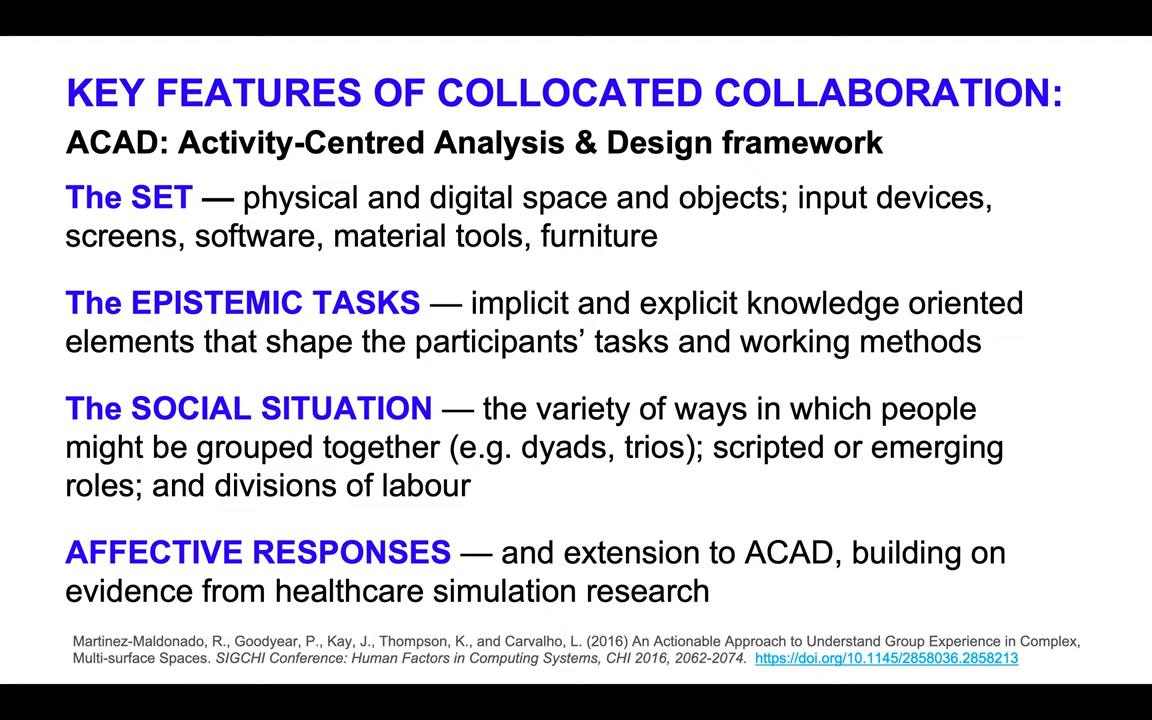 KEY FEATURES OF COLLOCATED COLLABORATION:
ACAD: Activity-Centred Analysis & Design framework
The SET — physical and digital space and objects; input devices,
screens, software, material tools, furniture
The EPISTEMIC TASKS — implicit and explicit knowledge oriented
elements that shape the participants’ tasks and working methods
The SOCIAL SITUATION — the variety of ways in which people
might be grouped together (e.g. dyads, trios); scripted or emerging
roles; and divisions of labour
AFFECTIVE RESPONSES — and extension to ACAD, building on
evidence from healthcare simulation research
Martinez-Maldonado, R., Goodyear, P., Kay, J., Thompson, K., and Carvalho, L. (2016) An Actionable Approach to Understand Group Experience in Complex,
Multi-surface Spaces. SIGCHI Conference: Human Factors in Computing Systems, CHI 2016, 2062-2074. https://doi.org/10.1145/2858036.2858213